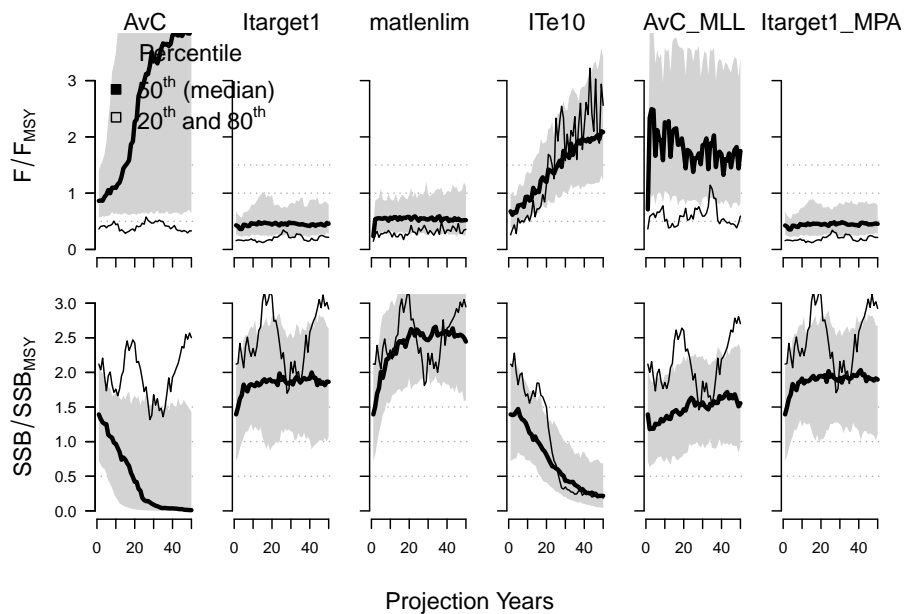 AvC Itarget1 matlenlim ITe10 AvC_MLL Itarget1_MPA
Percentile
50th (median)
20th and 80th
F / FMSY
3
2
1
0
SSB / SSBMSY
3.0
2.5
2.0
1.5
1.0
0.5
0.0
0 20 40 0 20 40 0 20 40 0 20 40 0 20 40 0 20 40
Projection Years